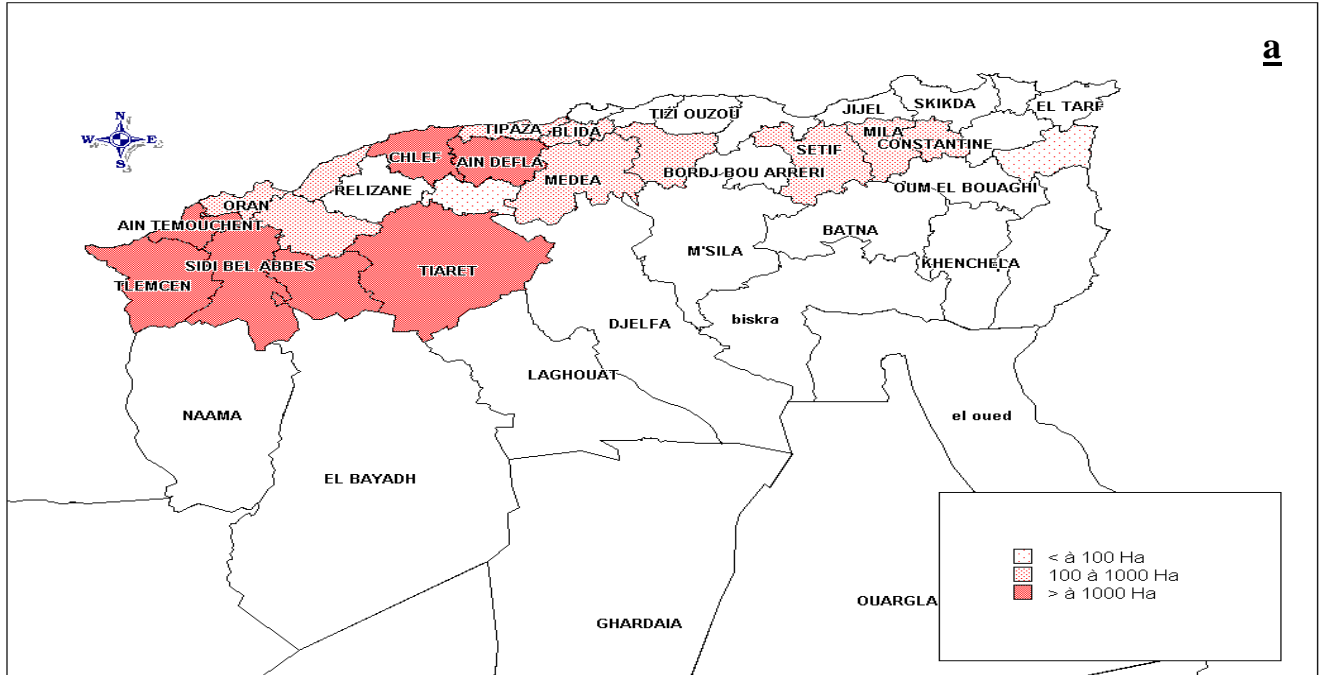 a
N
W E
S
TIZI OUZOU
JIJEL
SKIKDA
EL TARF
TIPAZA
BLIDA
MILA
CONSTANTINE
CHLEF
AIN DEFLA
SETIF
MEDEA
BORDJ BOU ARRERI
RELIZANE
OUM EL BOUAGHI
ORAN
AIN TEMOUCHENT
BATNA
M'SILA
SIDI BEL ABBES
TIARET
KHENCHELA
TLEMCEN
DJELFA
biskra
LAGHOUAT
NAAMA
el oued
EL BAYADH
< à 100 Ha
100 à 1000 Ha
> à 1000 Ha
OUARGLA
GHARDAIA